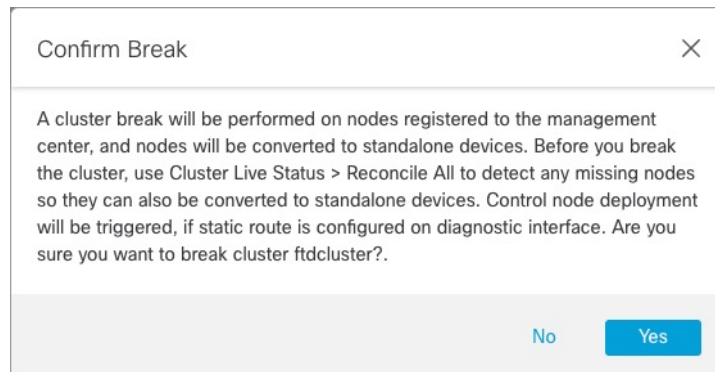 Confirm Break
A cluster break will be performed on nodes registered to the management
center, and nodes will be converted to standalone devices. Before you break
the cluster, use Cluster Live Status > Reconcile All to detect any missing nodes
so they can also be converted to standalone devices. Control node deployment
will be triggered, if static route is configured on diagnostic interface. Are you
sure you want to break cluster ftdcluster?.
No Yes